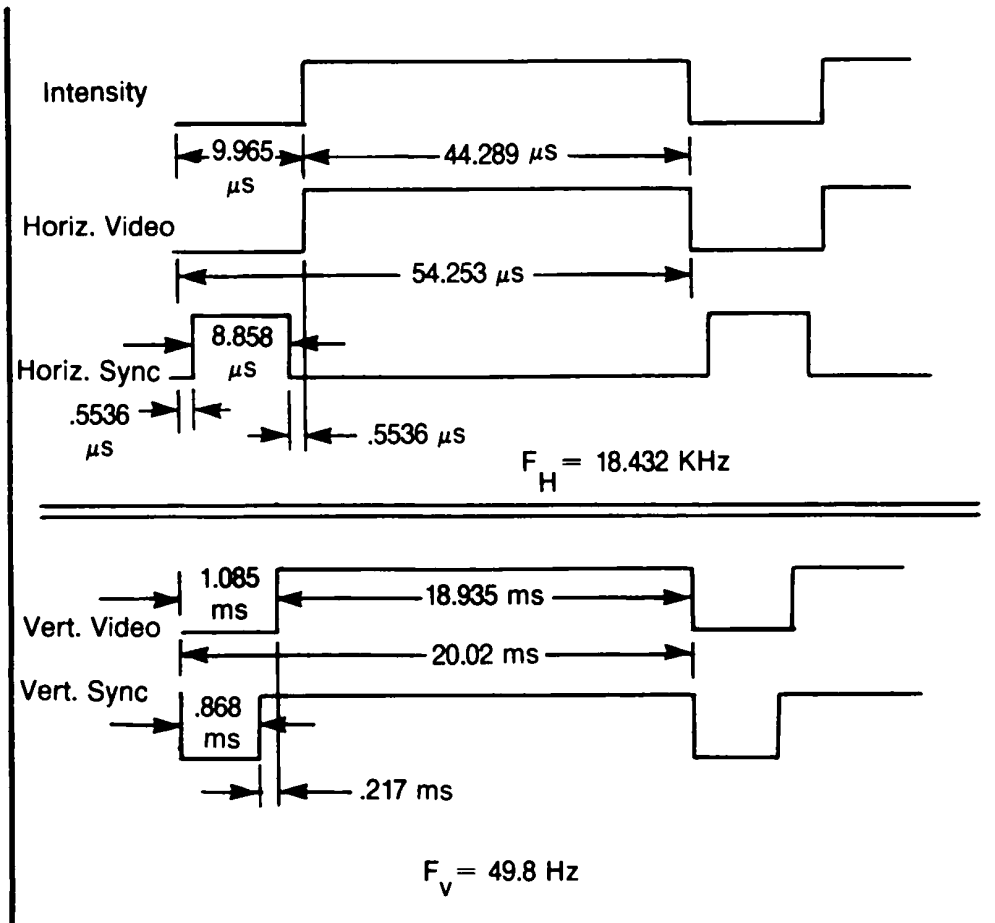 Intensity
9.965
μs
44.289 μs
Horiz. Video
54.253 μs
8.858
μs
Horiz. Sync
.5536
μs
.5536 μs
F_H = 18.432 KHz
1.085
ms
18.935 ms
Vert. Video
20.02 ms
Vert. Sync
.868
ms
.217 ms
F_v = 49.8 Hz